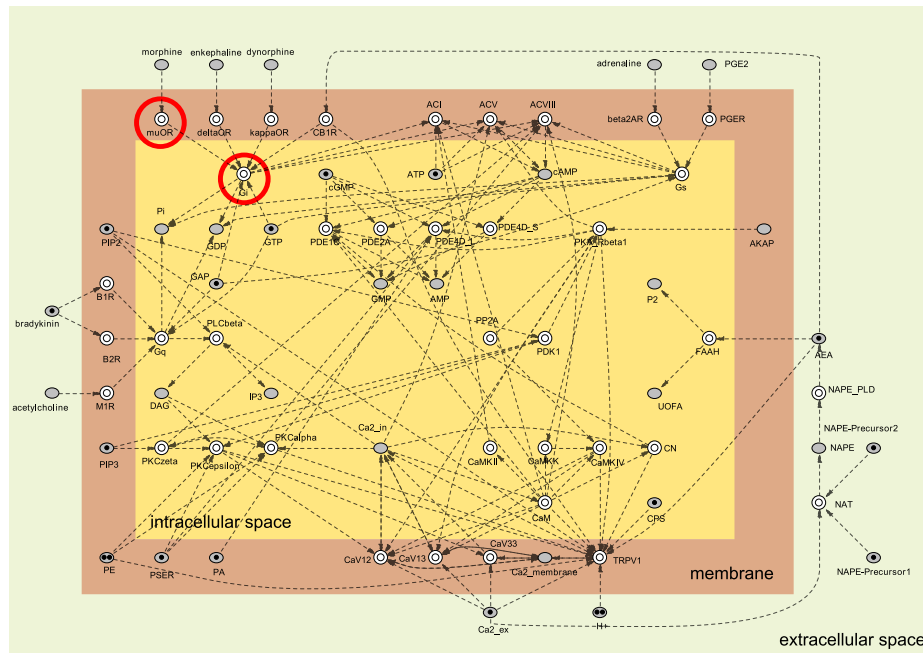 morphine enkephaline dynorphine adrenaline PGE2
ACI ACV ACVIII
muOR deltaOR kappaOR CB1R beta2AR PGER
Gi cGMP ATP cAMP Gs
Pi GDP GTP PDE1C PDE2A PDE4D_L PDE4D_S PKA_Rbeta1
PIP2 AKAP
GAP CMP AMP P2
B1R
bradykinin PLCbeta PP2A
B2R Gq PDK1 FAAH AEA
acetylcholine M1R DAG IP3 UOFA NAPE_PLD
PIP3 PKCzeta PKCepsilon PKCalpha Ca2_in CaMKII CaMKK CaMKIV CN NAPE NAPE-Precursor2
CaM CPS NAT
intracellular space
PE PSER PA CaV12 CaV13 CaV33 Ca2_membrane TRPV1 NAPE-Precursor1
membrane
Ca2_ex H+
extracellular space